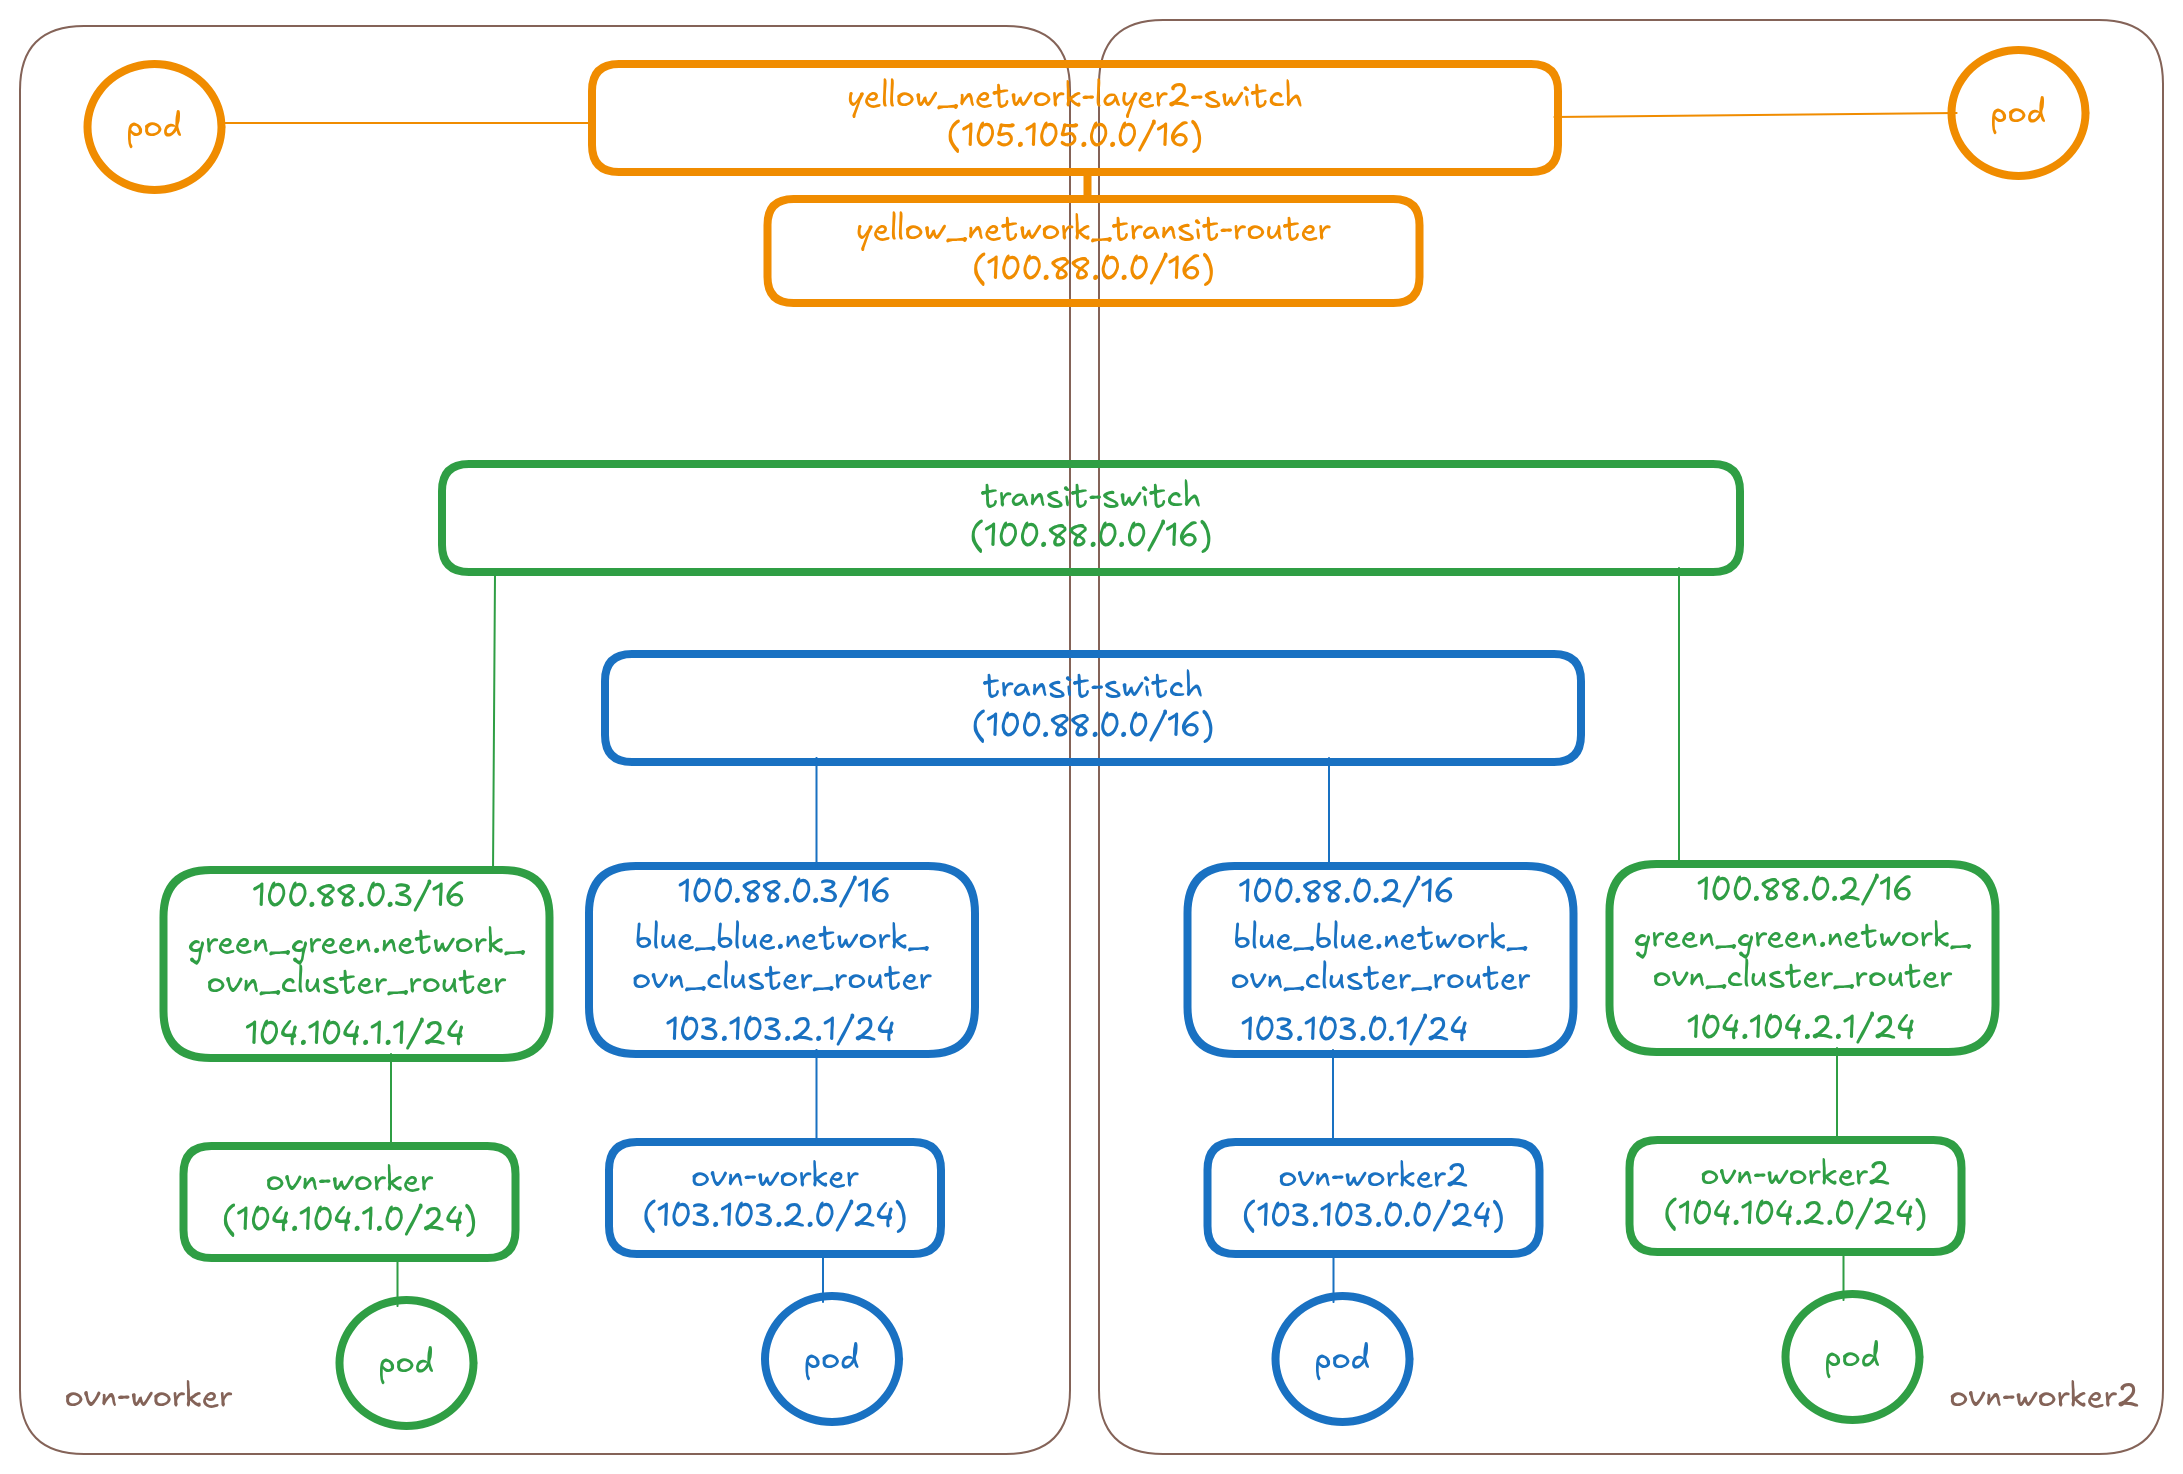 pod
yellow_network-layer2-switch
(105.105.0.0/16)
pod
yellow_network_transit-router
(100.88.0.0/16)
transit-switch
(100.88.0.0/16)
transit-switch
(100.88.0.0/16)
100.88.0.3/16
green_green.network_
ovn_cluster_router
104.104.1.1/24
100.88.0.3/16
blue_blue.network_
ovn_cluster_router
103.103.2.1/24
100.88.0.2/16
blue_blue.network_
ovn_cluster_router
103.103.0.1/24
100.88.0.2/16
green_green.network_
ovn_cluster_router
104.104.2.1/24
ovn-worker
(104.104.1.0/24)
ovn-worker
(103.103.2.0/24)
ovn-worker2
(103.103.0.0/24)
ovn-worker2
(104.104.2.0/24)
pod
pod
pod
pod
ovn-worker
ovn-worker2